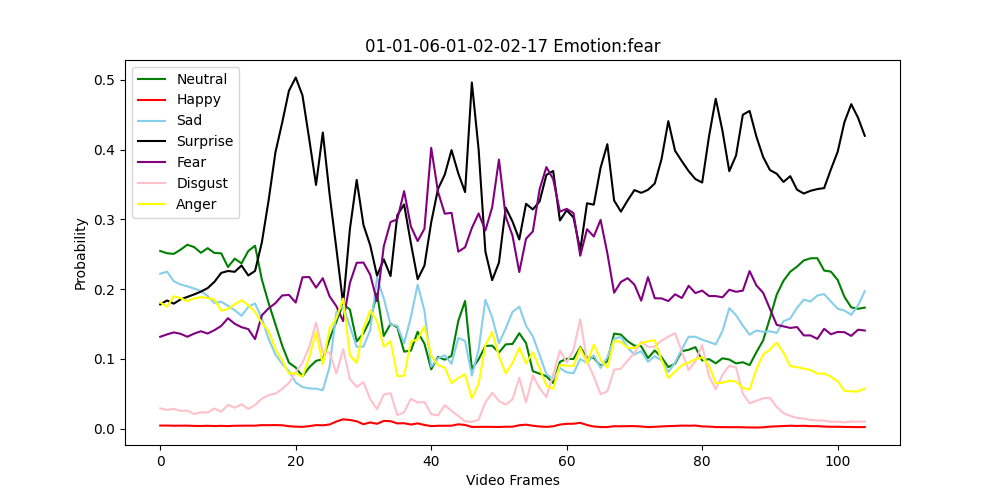 01-01-06-01-02-02-17 Emotion:fear
Neutral
Happy
Sad
Surprise
Fear
Disgust
Anger
0.5
0.4
0.3
0.2
0.1
0.0
Probability
0 20 40 60 80 100
Video Frames